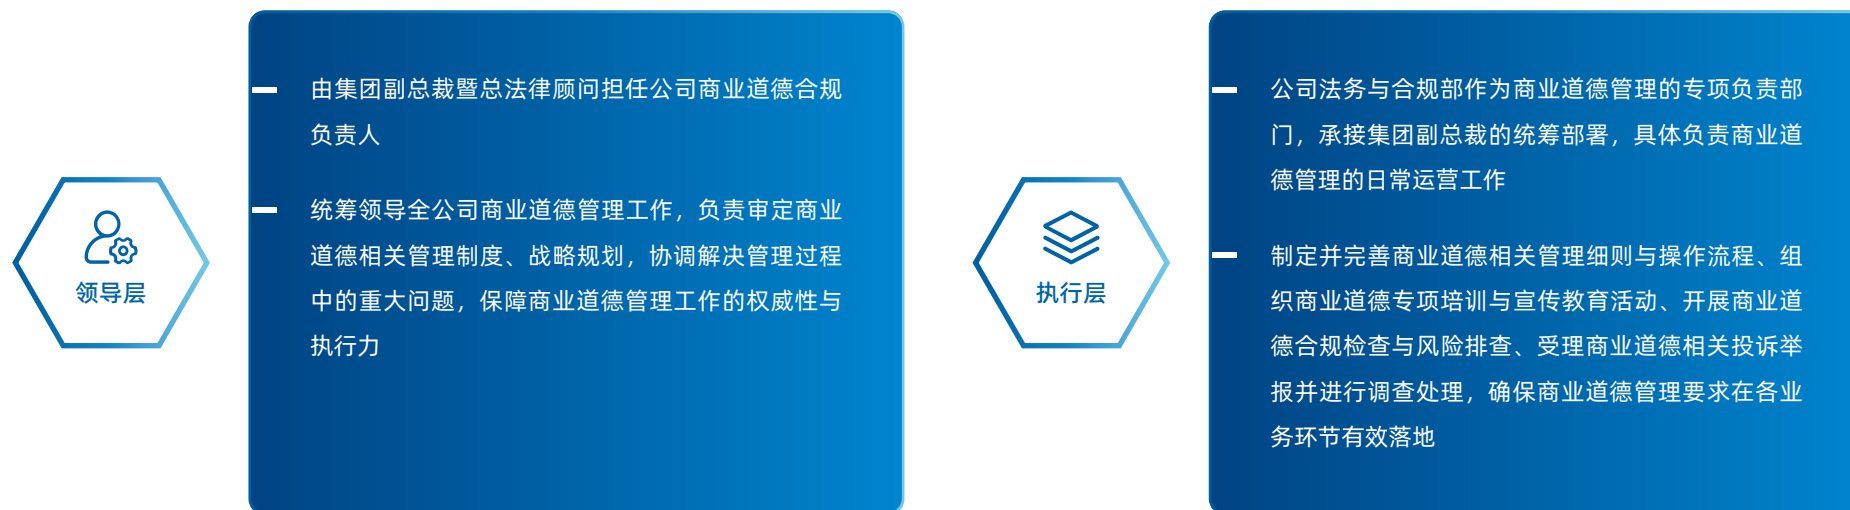 领导层
由集团副总裁暨总法律顾问担任公司商业道德合规
负责人
统筹领导全公司商业道德管理工作，负责审定商业
道德相关管理制度、战略规划，协调解决管理过程
中的重大问题，保障商业道德管理工作的权威性与
执行力
执行层
公司法务与合规部作为商业道德管理的专项负责部
门，承接集团副总裁的统筹部署，具体负责商业道
德管理的日常运营工作
制定并完善商业道德相关管理细则与操作流程、组
织商业道德专项培训与宣传教育活动、开展商业道
德合规检查与风险排查、受理商业道德相关投诉举
报并进行调查处理，确保商业道德管理要求在各业
务环节有效落地